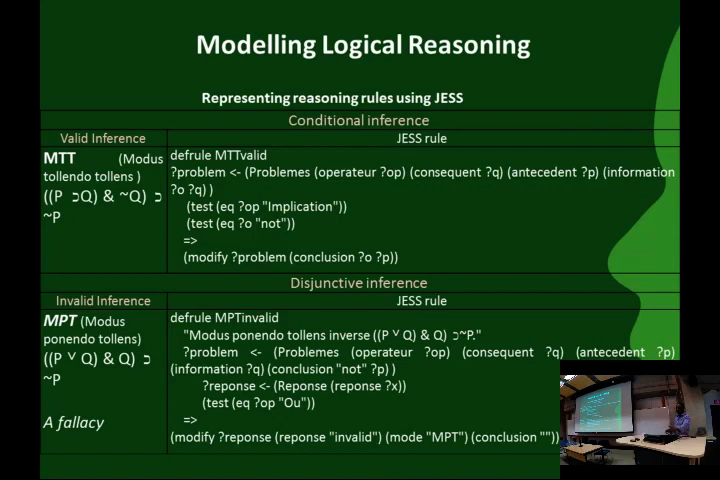 Modelling Logical Reasoning
Representing reasoning rules using JESS
Conditional inference
Valid Inference
JESS rule
MTT (Modus
tollendo tollens )
((P ⊃Q) & ~Q) ⊃
~P
defrule MTTvalid
?problem <- (Problemes (operateur ?op) (consequent ?q) (antecedent ?p) (information
?o ?q) )
(test (eq ?op "Implication"))
(test (eq ?o "not"))
=>
(modify ?problem (conclusion ?o ?p))
Disjunctive inference
Invalid Inference
JESS rule
MPT (Modus
ponendo tollens)
((P ˅ Q) & Q) ⊃
~P
A fallacy
defrule MPTinvalid
"Modus ponendo tollens inverse ((P ˅ Q) & Q) ⊃~P."
?problem <- (Problemes (operateur ?op) (consequent ?q) (antecedent ?p)
(information ?q) (conclusion "not" ?p) )
?reponse <- (Reponse (reponse ?x))
(test (eq ?op "Ou"))
=>
(modify ?reponse (reponse "invalid") (mode "MPT") (conclusion ""))